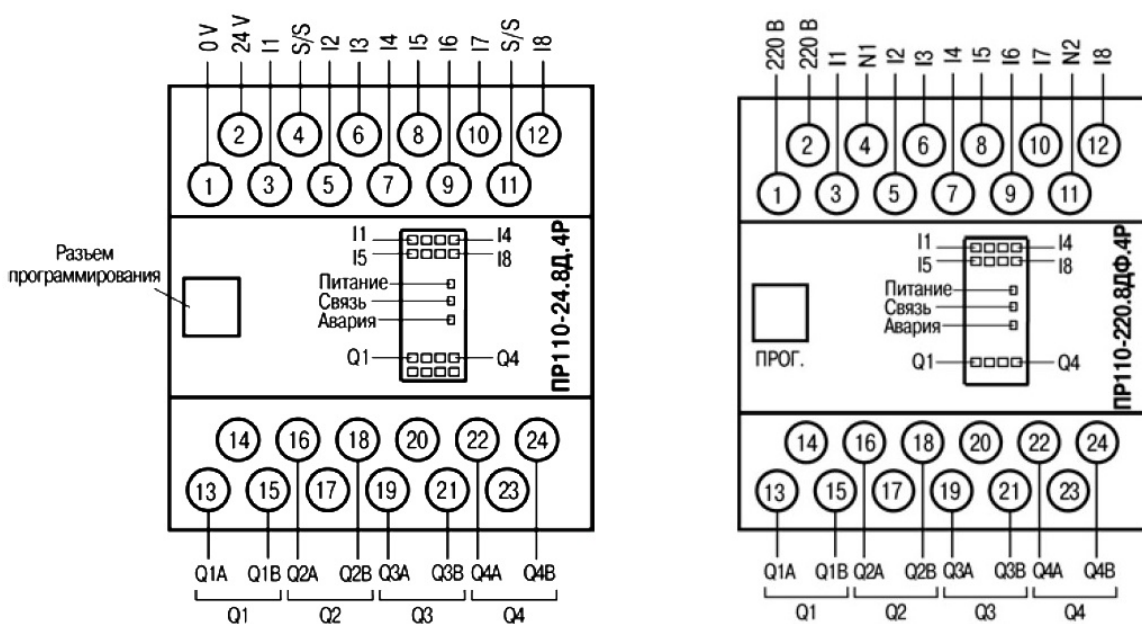 0 V 24 V I1 S/S I2 I3 I4 I5 I6 I7 S/S I8
2 4 6 8 10 12
1 3 5 7 9 11
Разъем
программирования
I1 I4
I5 I8
Питание
Связь
Авария
Q1 Q4
ПР110-24.8Д.4Р
14 16 18 20 22 24
13 15 17 19 21 23
Q1A Q1B Q2A Q2B Q3A Q3B Q4A Q4B
Q1 Q2 Q3 Q4
220 В 220 В I1 N1 I2 I3 I4 I5 I6 I7 N2 I8
2 4 6 8 10 12
1 3 5 7 9 11
I1 I4
I5 I8
Питание
Связь
Авария
ПРОГ.
Q1 Q4
ПР110-220.8ДФ.4Р
14 16 18 20 22 24
13 15 17 19 21 23
Q1A Q1B Q2A Q2B Q3A Q3B Q4A Q4B
Q1 Q2 Q3 Q4